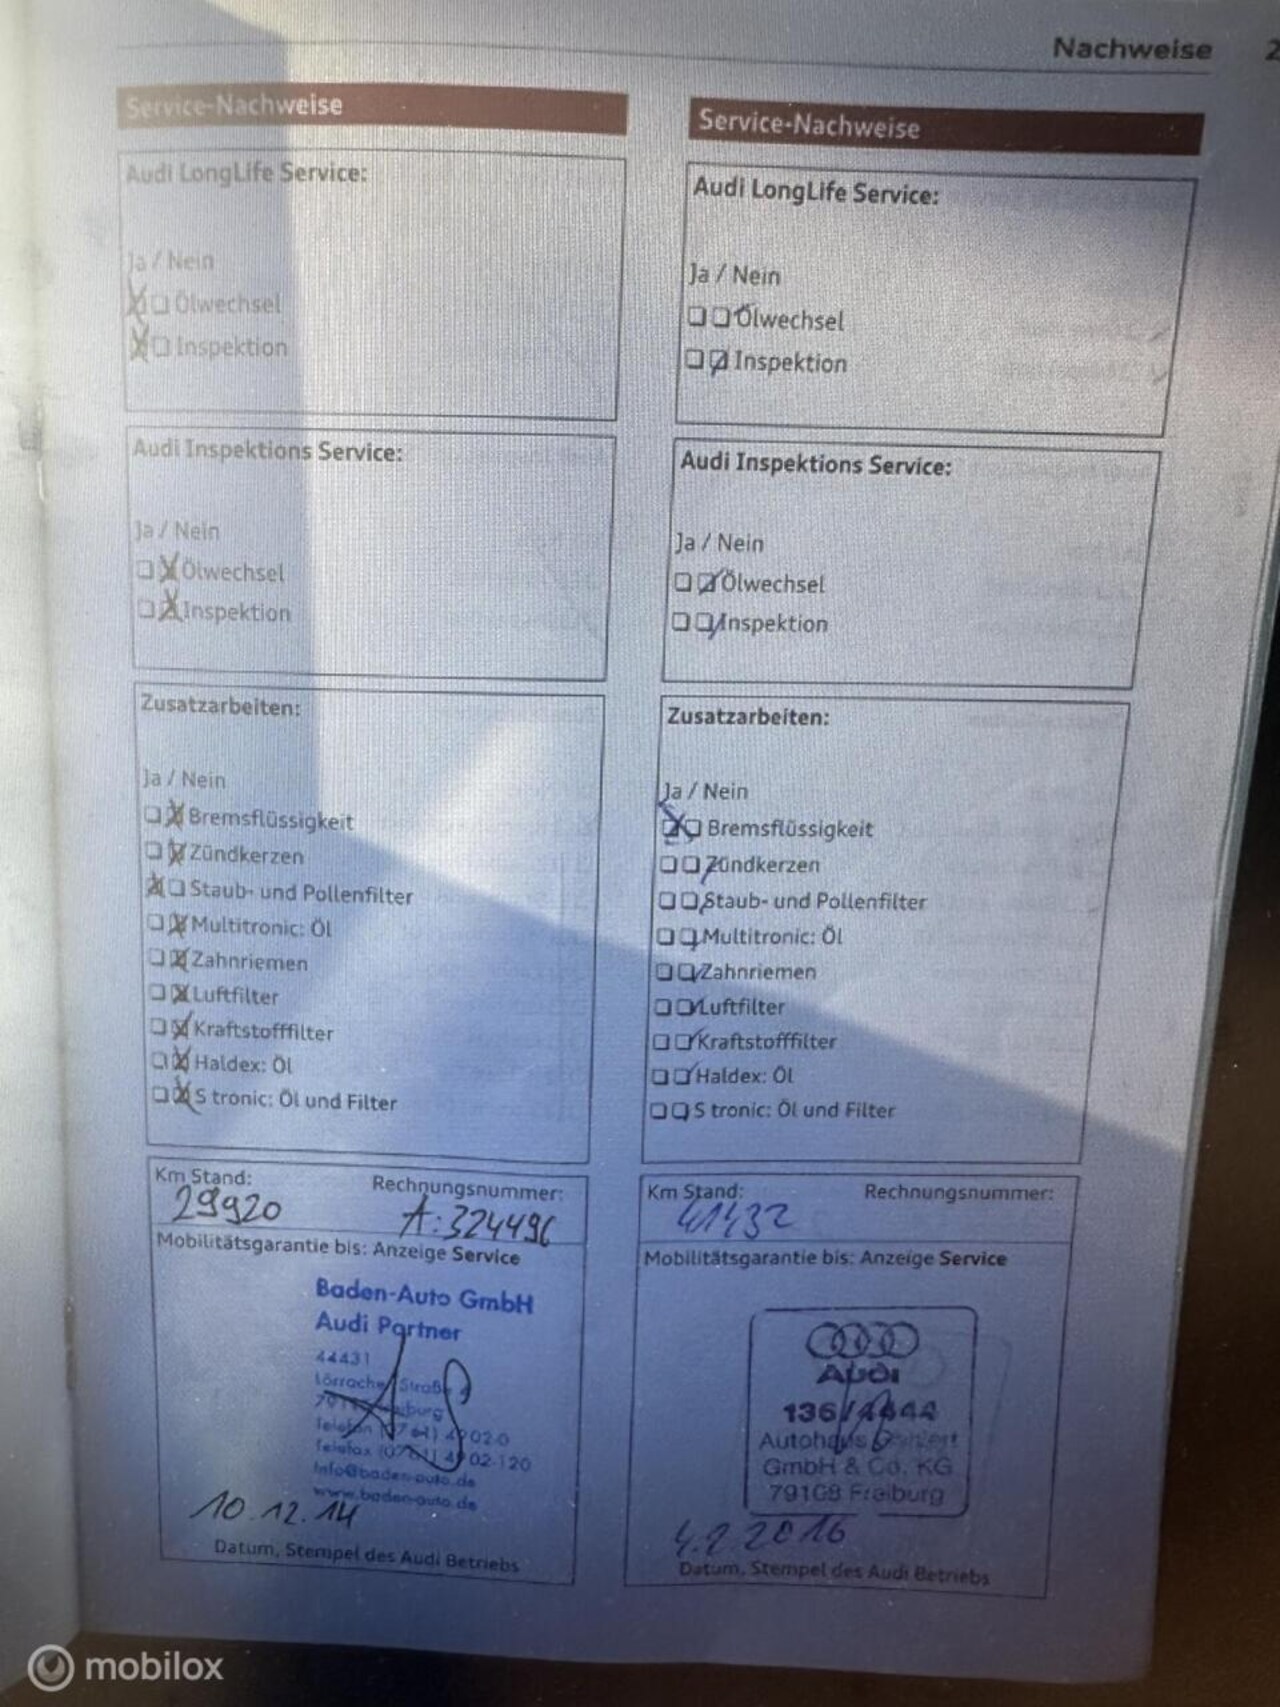 Nachweise
Service-Nachweise
Audi LongLife Service:
Ja / Nein
Ölwechsel
Inspektion
Audi Inspektions Service:
Ja / Nein
Ölwechsel
Inspektion
Zusatzarbeiten:
Ja / Nein
Bremsflüssigkeit
Zündkerzen
Staub- und Pollenfilter
Multitronic: Öl
Zahnriemen
Luftfilter
Kraftstofffilter
Haldex: Öl
S tronic: Öl und Filter
Km Stand: Rechnungsnummer:
29920 A:324496
Mobilitätsgarantie bis: Anzeige Service
Baden-Auto GmbH
Audi Partner
44431
Telefon
Telefax 02-120
info@baden-auto.de
www.baden-auto.de
10.12.14
Datum, Stempel des Audi Betriebs
Service-Nachweise
Audi LongLife Service:
Ja / Nein
Ölwechsel
Inspektion
Audi Inspektions Service:
Ja / Nein
Ölwechsel
Inspektion
Zusatzarbeiten:
Ja / Nein
Bremsflüssigkeit
Zündkerzen
Staub- und Pollenfilter
Multitronic: Öl
Zahnriemen
Luftfilter
Kraftstofffilter
Haldex: Öl
S tronic: Öl und Filter
Km Stand: Rechnungsnummer:
41432
Mobilitätsgarantie bis: Anzeige Service
Audi
Autohaus
GmbH & Co. KG
79108 Freiburg
4.2.2016
Datum, Stempel des Audi Betriebs
mobilox